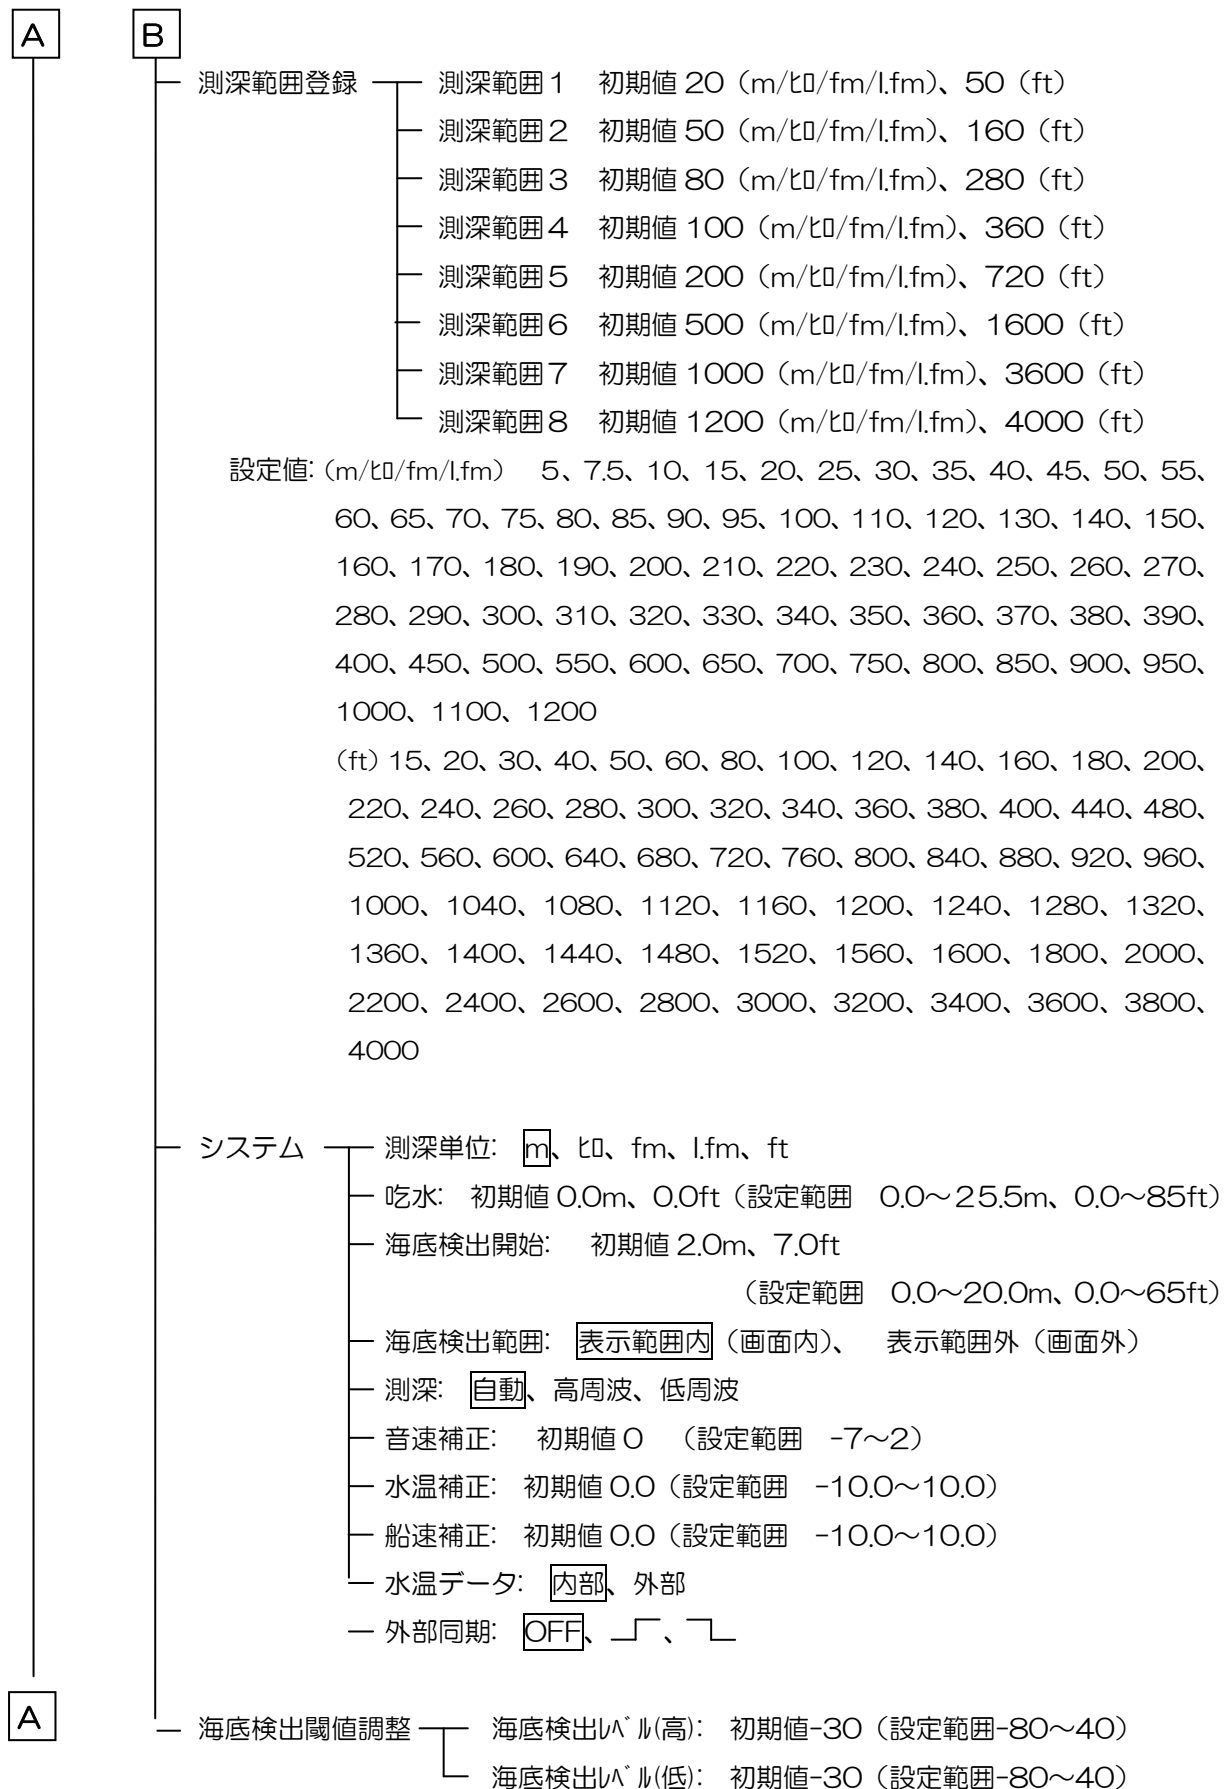 A B
測深範囲登録 測深範囲1 初期値 20（m/ﾋﾛ/fm/I.fm）、50（ft）
測深範囲2 初期値 50（m/ﾋﾛ/fm/I.fm）、160（ft）
測深範囲3 初期値 80（m/ﾋﾛ/fm/I.fm）、280（ft）
測深範囲4 初期値 100（m/ﾋﾛ/fm/I.fm）、360（ft）
測深範囲5 初期値 200（m/ﾋﾛ/fm/I.fm）、720（ft）
測深範囲6 初期値 500（m/ﾋﾛ/fm/I.fm）、1600（ft）
測深範囲7 初期値 1000（m/ﾋﾛ/fm/I.fm）、3600（ft）
測深範囲8 初期値 1200（m/ﾋﾛ/fm/I.fm）、4000（ft）
設定値:（m/ﾋﾛ/fm/I.fm） 5、7.5、10、15、20、25、30、35、40、45、50、55、
60、65、70、75、80、85、90、95、100、110、120、130、140、150、
160、170、180、190、200、210、220、230、240、250、260、270、
280、290、300、310、320、330、340、350、360、370、380、390、
400、450、500、550、600、650、700、750、800、850、900、950、
1000、1100、1200
（ft）15、20、30、40、50、60、80、100、120、140、160、180、200、
220、240、260、280、300、320、340、360、380、400、440、480、
520、560、600、640、680、720、760、800、840、880、920、960、
1000、1040、1080、1120、1160、1200、1240、1280、1320、
1360、1400、1440、1480、1520、1560、1600、1800、2000、
2200、2400、2600、2800、3000、3200、3400、3600、3800、
4000
システム 測深単位: m、ﾋﾛ、fm、I.fm、ft
吃水: 初期値 0.0m、0.0ft（設定範囲 0.0～25.5m、0.0～85ft）
海底検出開始: 初期値 2.0m、7.0ft
（設定範囲 0.0～20.0m、0.0～65ft）
海底検出範囲: 表示範囲内（画面内）、 表示範囲外（画面外）
測深: 自動、高周波、低周波
音速補正: 初期値 0 （設定範囲 -7～2）
水温補正: 初期値 0.0（設定範囲 -10.0～10.0）
船速補正: 初期値 0.0（設定範囲 -10.0～10.0）
水温データ: 内部、外部
外部同期: OFF、
A
海底検出閾値調整 海底検出ﾚﾍﾞﾙ(高): 初期値-30（設定範囲-80～40）
海底検出ﾚﾍﾞﾙ(低): 初期値-30（設定範囲-80～40）